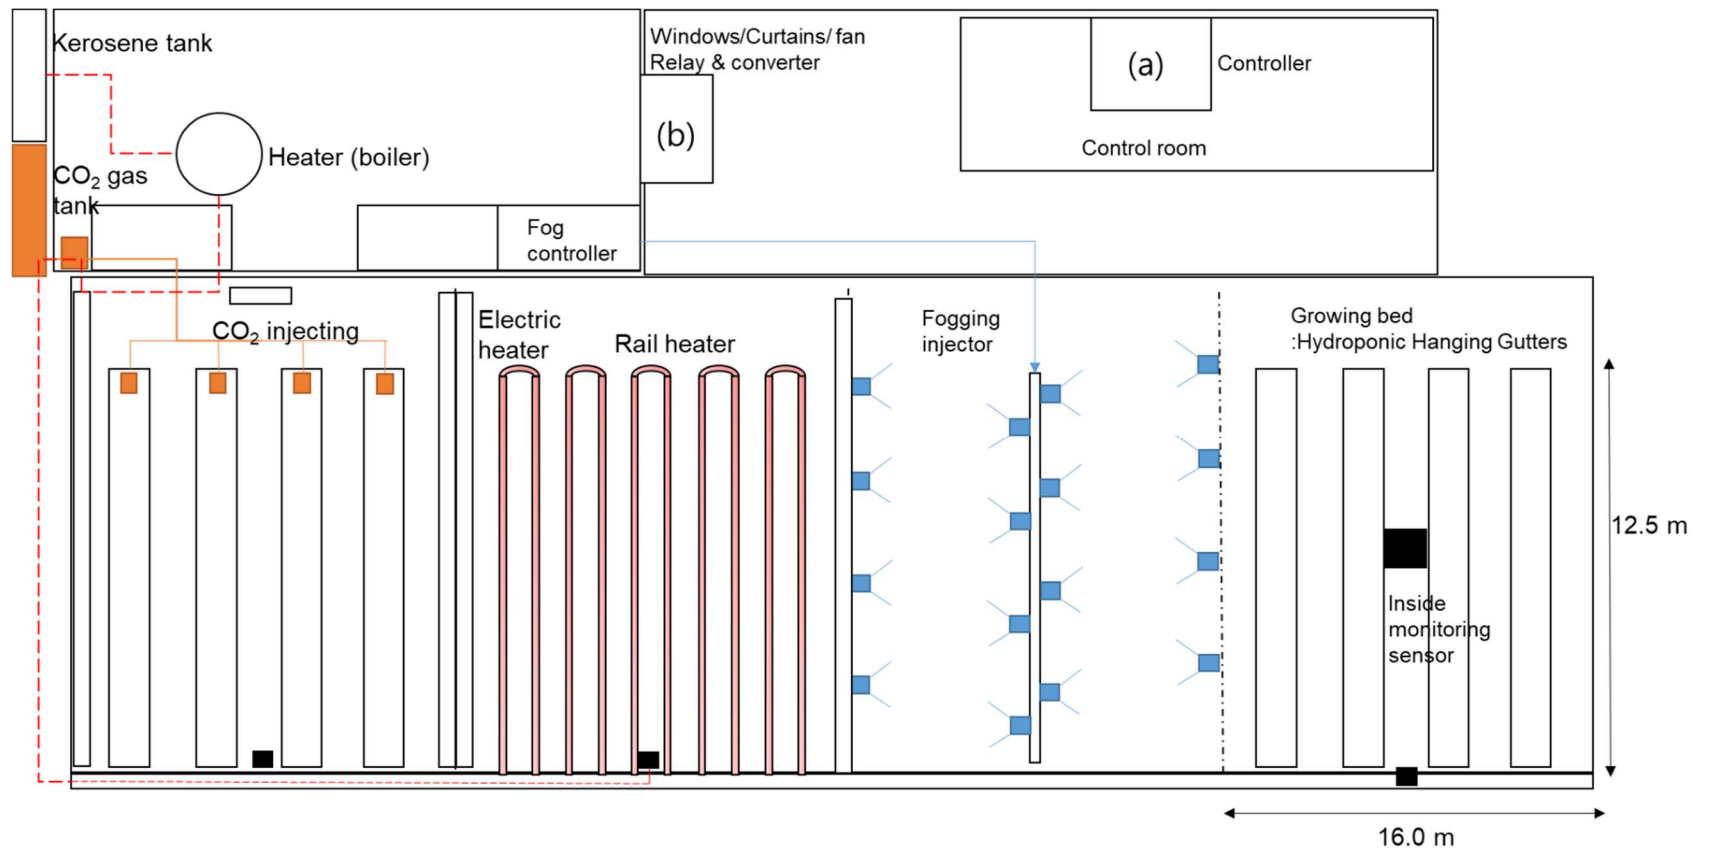 Kerosene tank
Windows/Curtains/ fan
Relay & converter
(a)
Controller
Control room
(b)
Heater (boiler)
CO2 gas
tank
Fog
controller
CO2 injecting
Electric
heater
Rail heater
Fogging
injector
Growing bed
:Hydroponic Hanging Gutters
12.5 m
Inside
monitoring
sensor
16.0 m